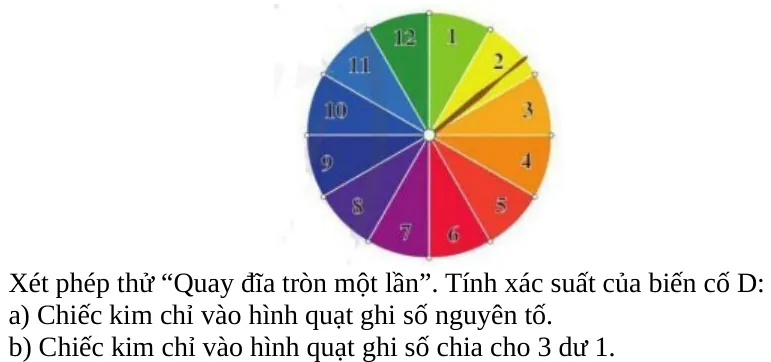 12 1
11 2
10 3
9 4
8 5
7 6
Xét phép thử “Quay đĩa tròn một lần”. Tính xác suất của biến cố D:
a) Chiếc kim chỉ vào hình quạt ghi số nguyên tố.
b) Chiếc kim chỉ vào hình quạt ghi số chia cho 3 dư 1.